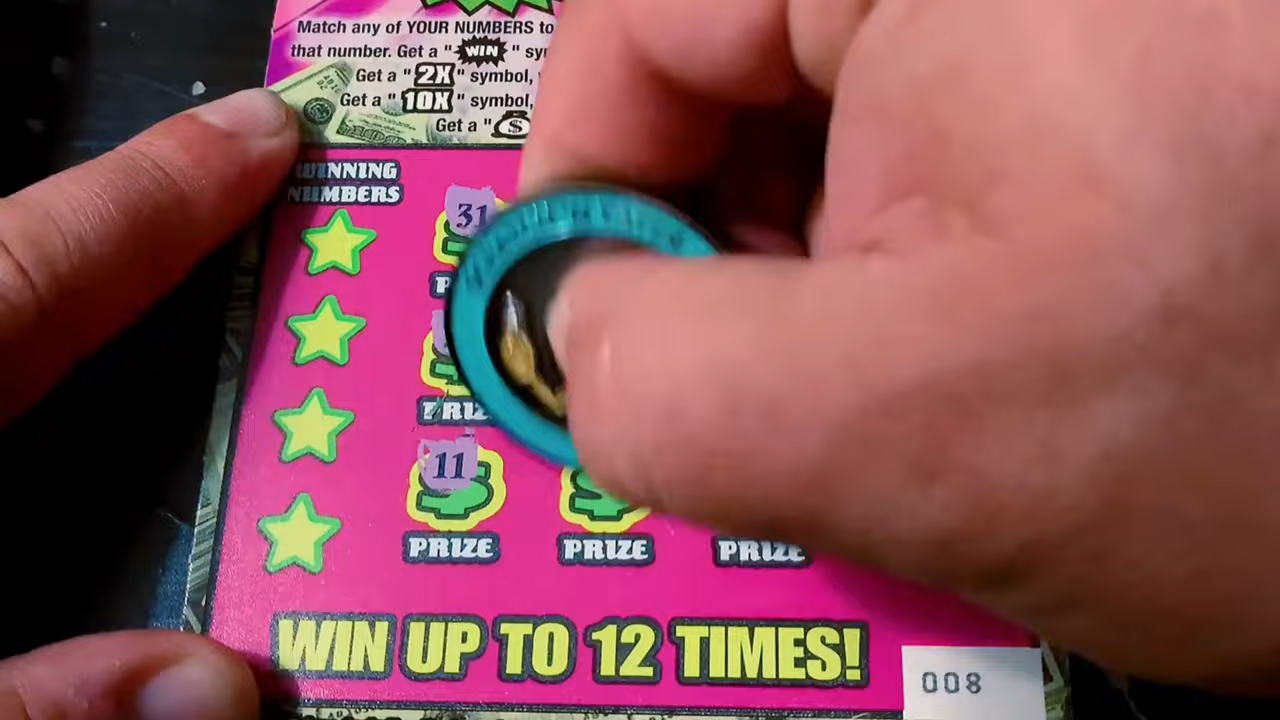 Match any of YOUR NUMBERS to
that number. Get a "WIN" sy
Get a "2X" symbol,
Get a "10X" symbol,
Get a "$
WINNING
NUMBERS
31
PRIZ
11
PRIZE PRIZE PRIZE
WIN UP TO 12 TIMES!
008